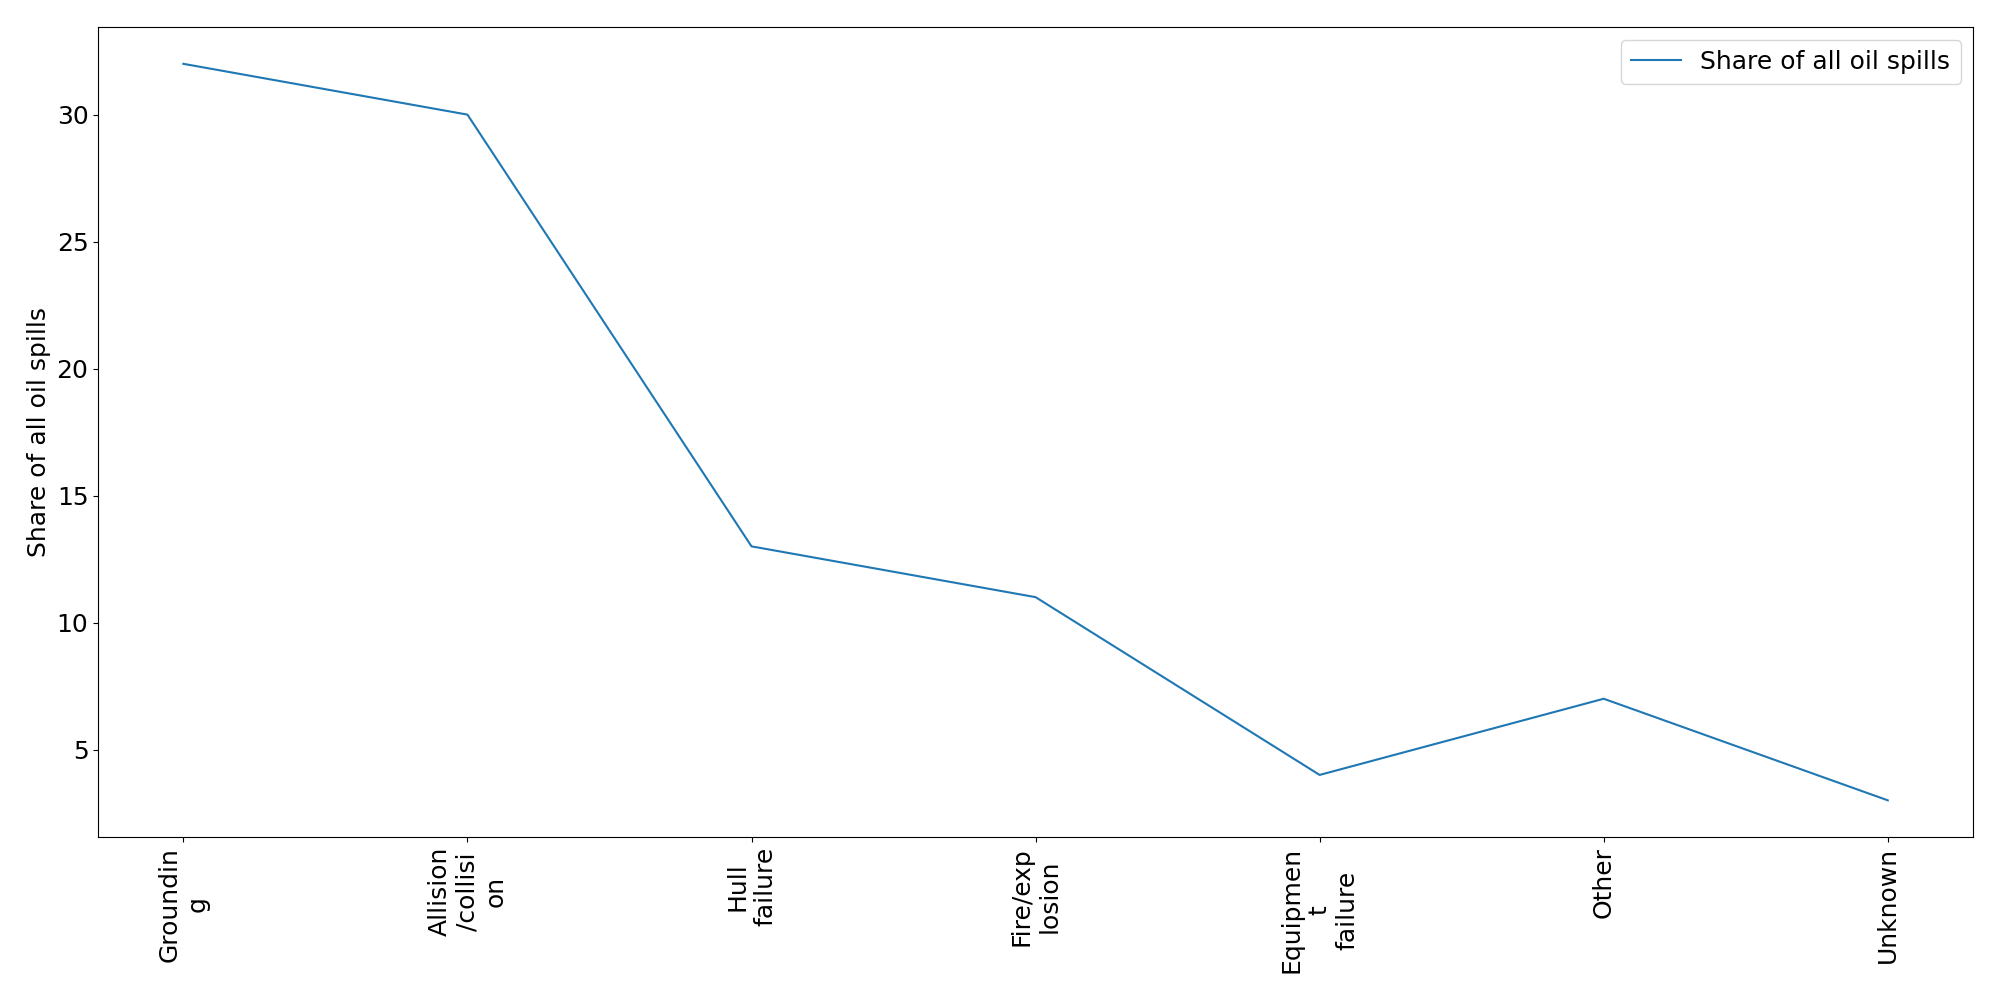 Share of all oil spills
30
25
20
15
10
5
Share of all oil spills
Groundin
g
Allision
/collisi
on
Hull
failure
Fire/exp
losion
Equipmen
t
failure
Other
Unknown